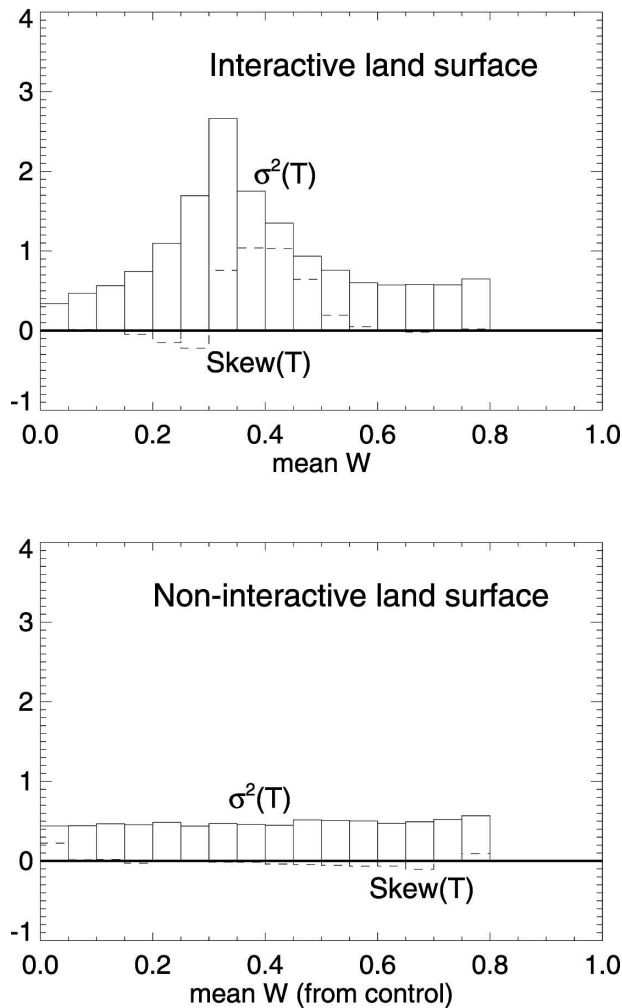 4
Interactive land surface
3
σ²(T)
2
1
0
Skew(T)
-1
0.0 0.2 0.4 0.6 0.8 1.0
mean W
4
Non-interactive land surface
3
2
σ²(T)
1
0
Skew(T)
-1
0.0 0.2 0.4 0.6 0.8 1.0
mean W (from control)